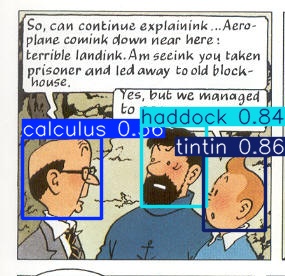 So, can continue explainink...Aero-
plane comink down near here:
terrible landink. Am seeink you taken
prisoner and led away to old block-
house.
Yes, but we managed
to
haddock 0.84
calculus 0.86
tintin 0.86